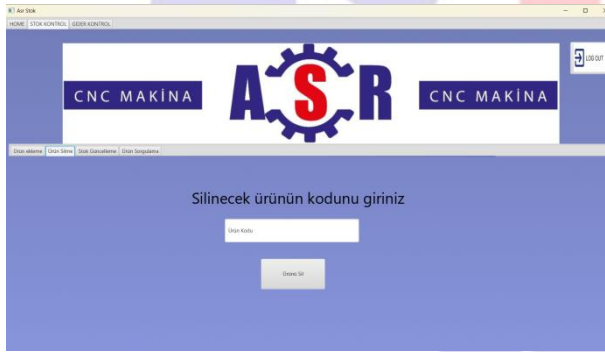 Asr Stok
HOME STOK KONTROL GİDER KONTROL
CNC MAKİNA ASR CNC MAKİNA
LOG OUT
Ürün ekleme Ürün Silme Stok Güncelleme Ürün Sorgulama
Silinecek ürünün kodunu giriniz
Ürün Kodu
Ürünü Sil